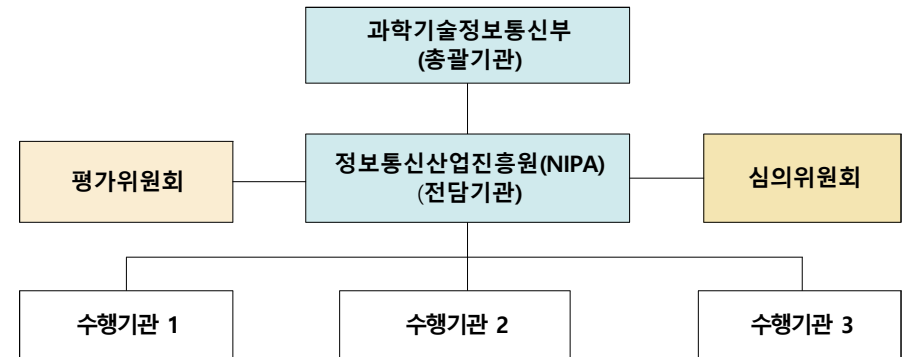 과학기술정보통신부
(총괄기관)
평가위원회
정보통신산업진흥원(NIPA)
(전담기관)
심의위원회
수행기관 1
수행기관 2
수행기관 3